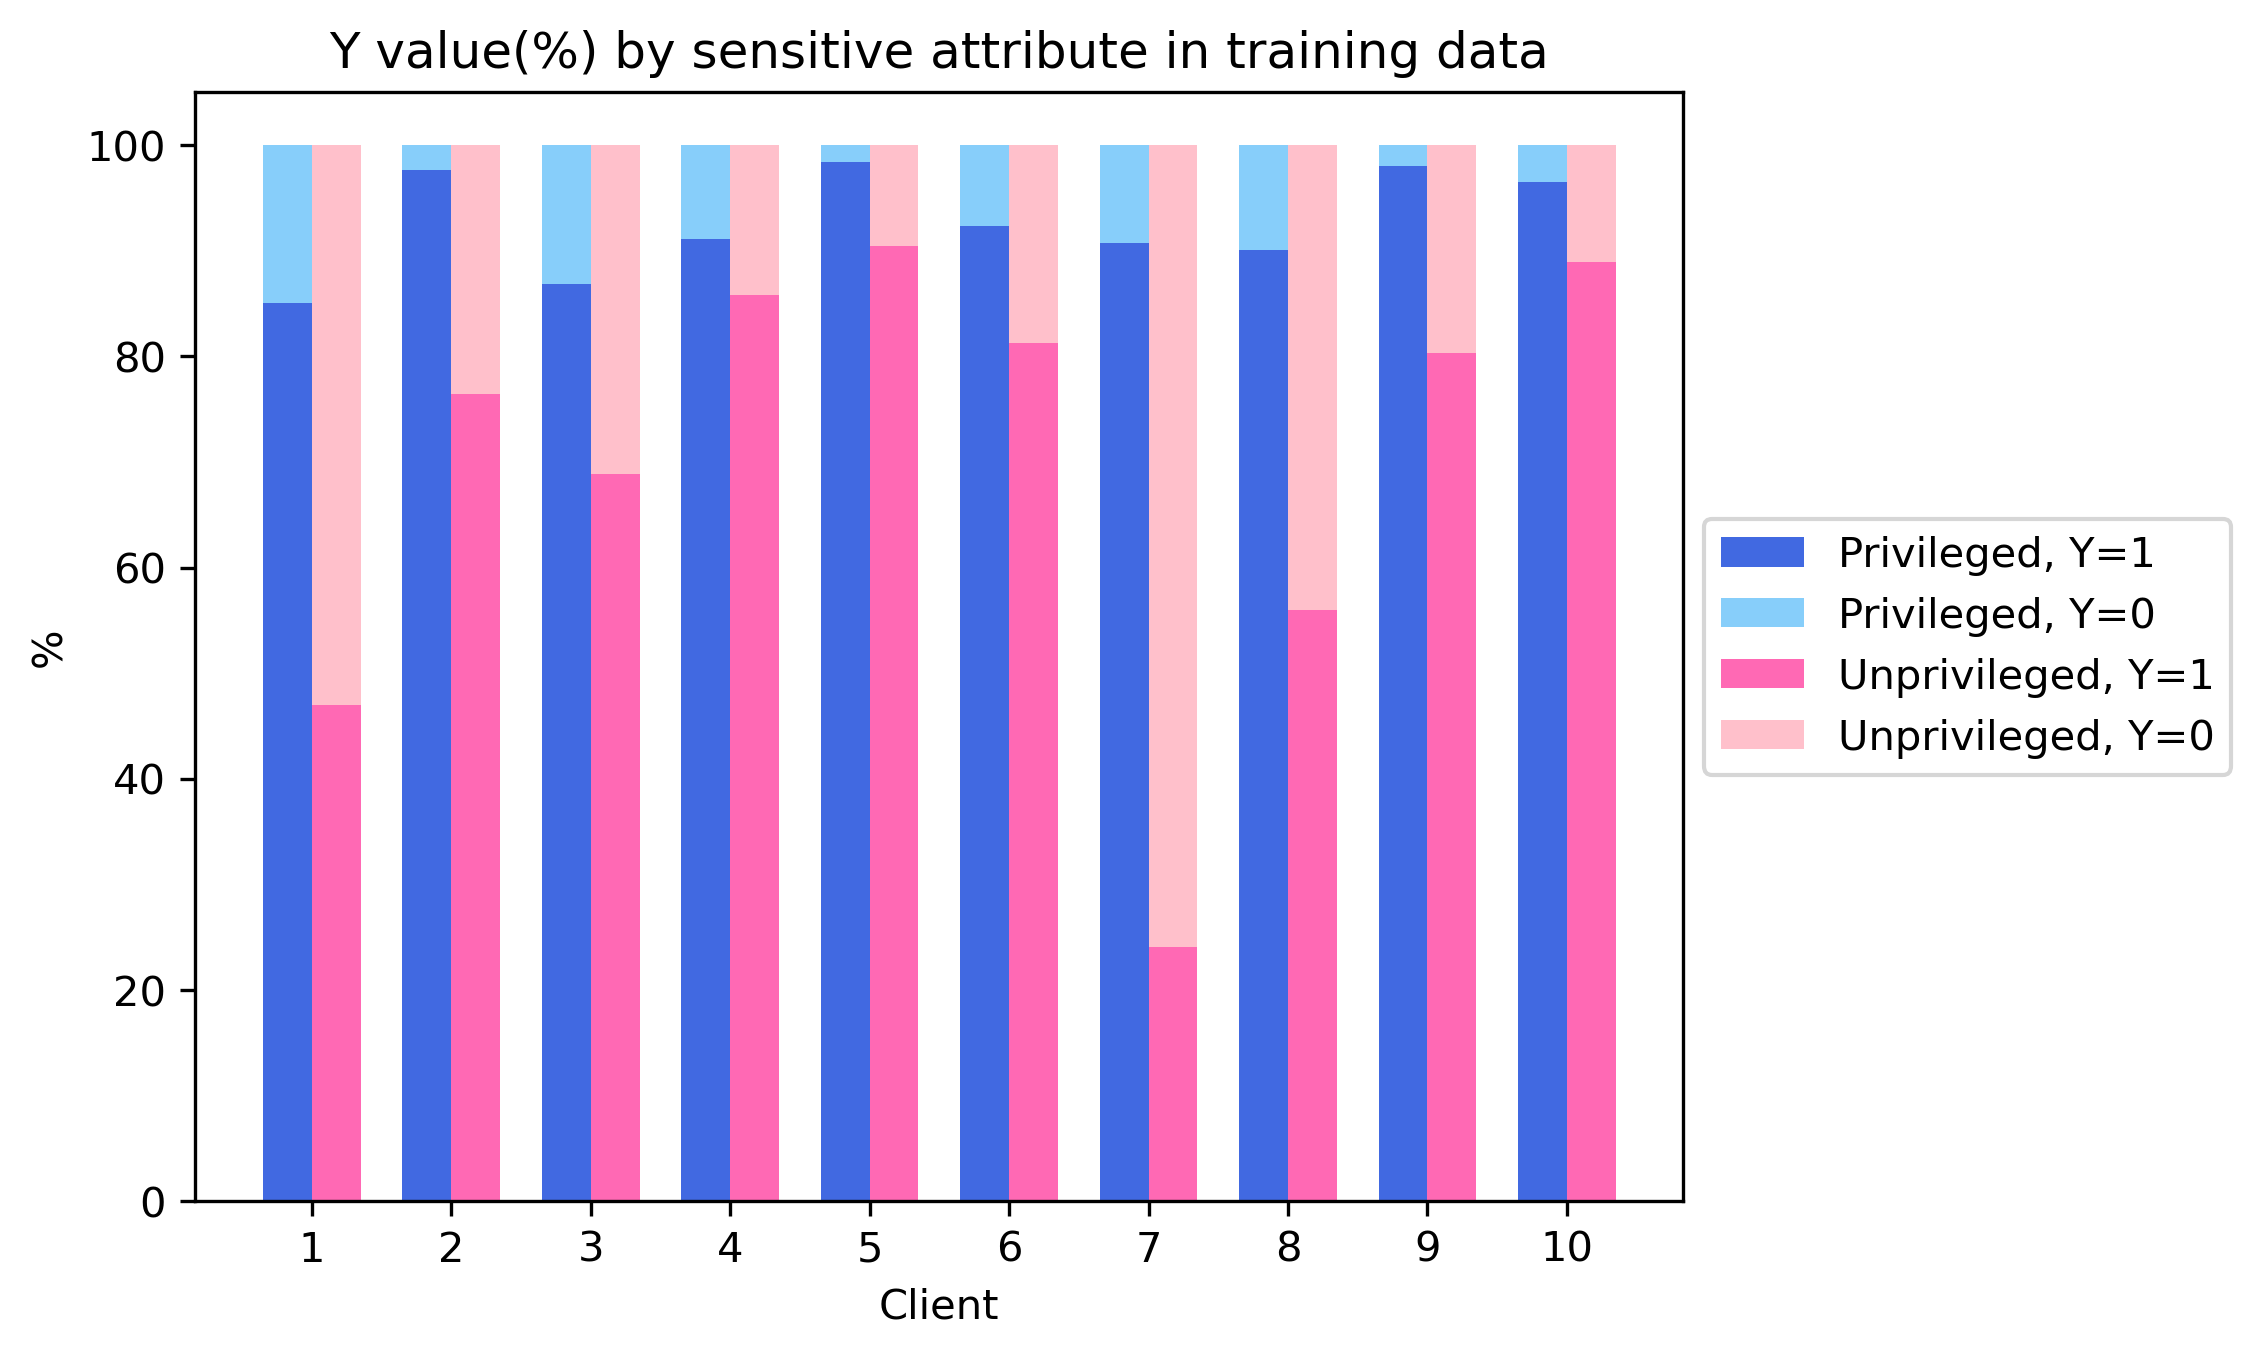 Y value(%) by sensitive attribute in training data
100
80
60
40
20
0
%
1 2 3 4 5 6 7 8 9 10
Client
Privileged, Y=1
Privileged, Y=0
Unprivileged, Y=1
Unprivileged, Y=0